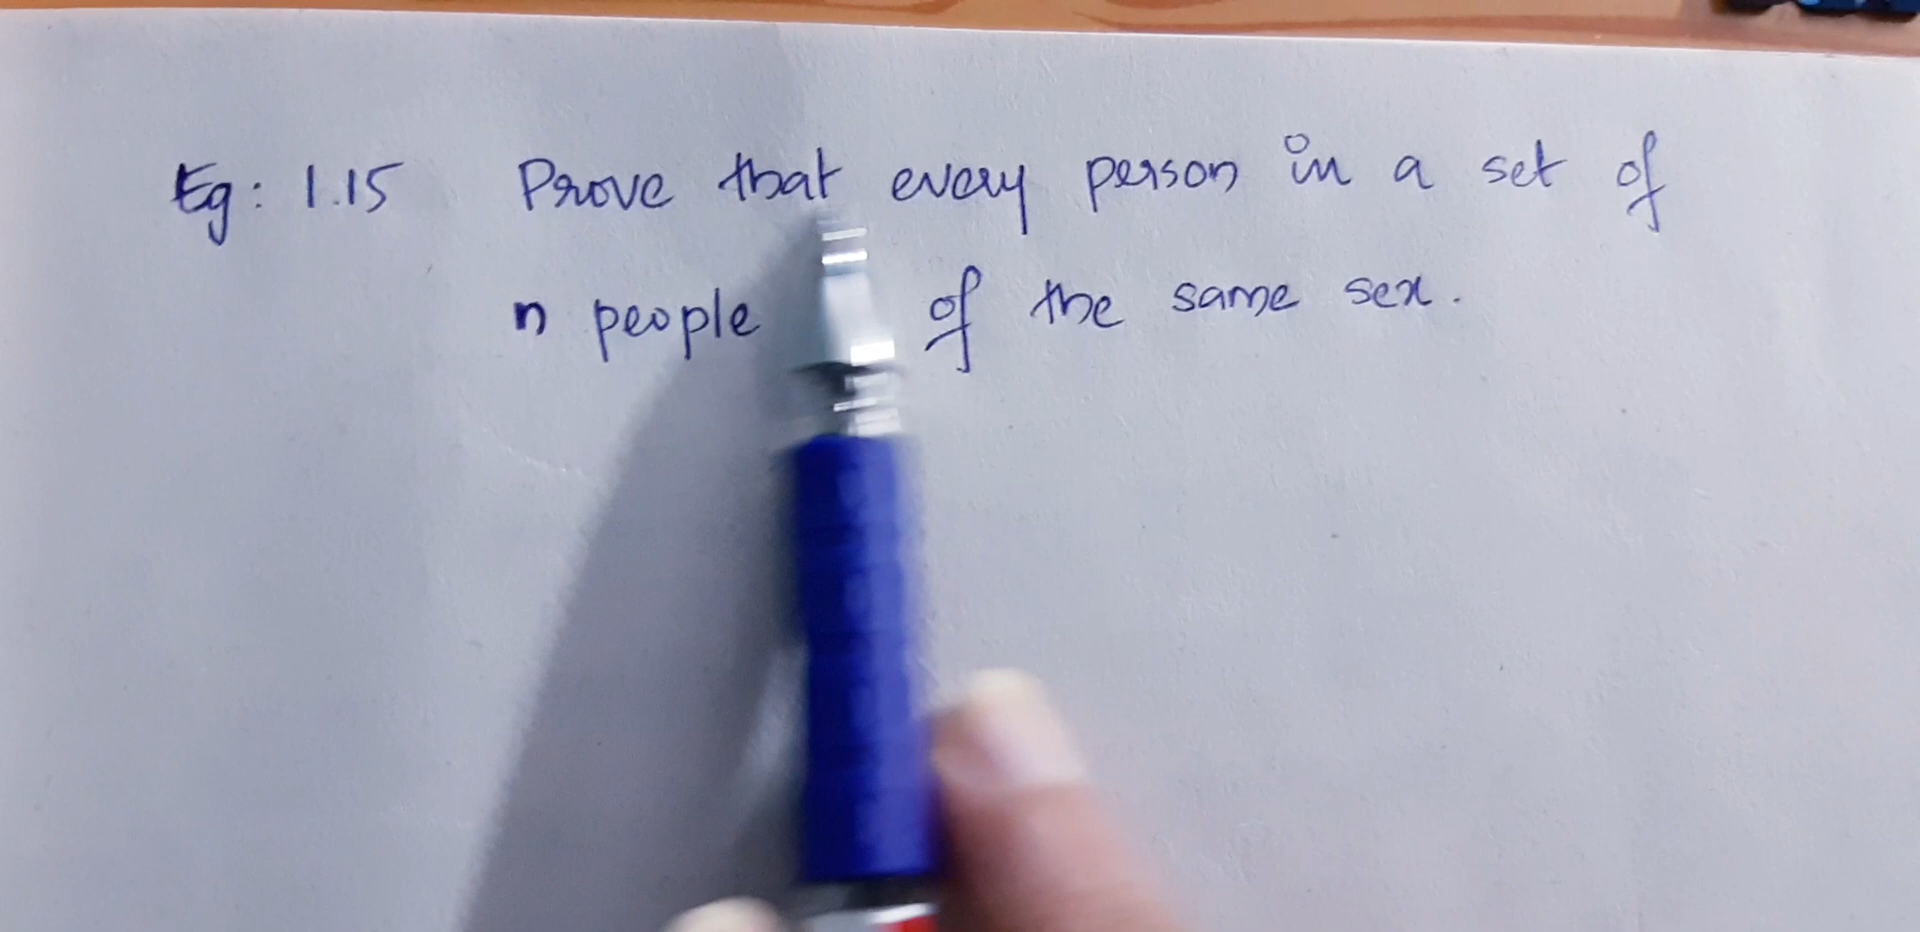 Eg: 1.15 Prove that every person in a set of
n people of the same sex.